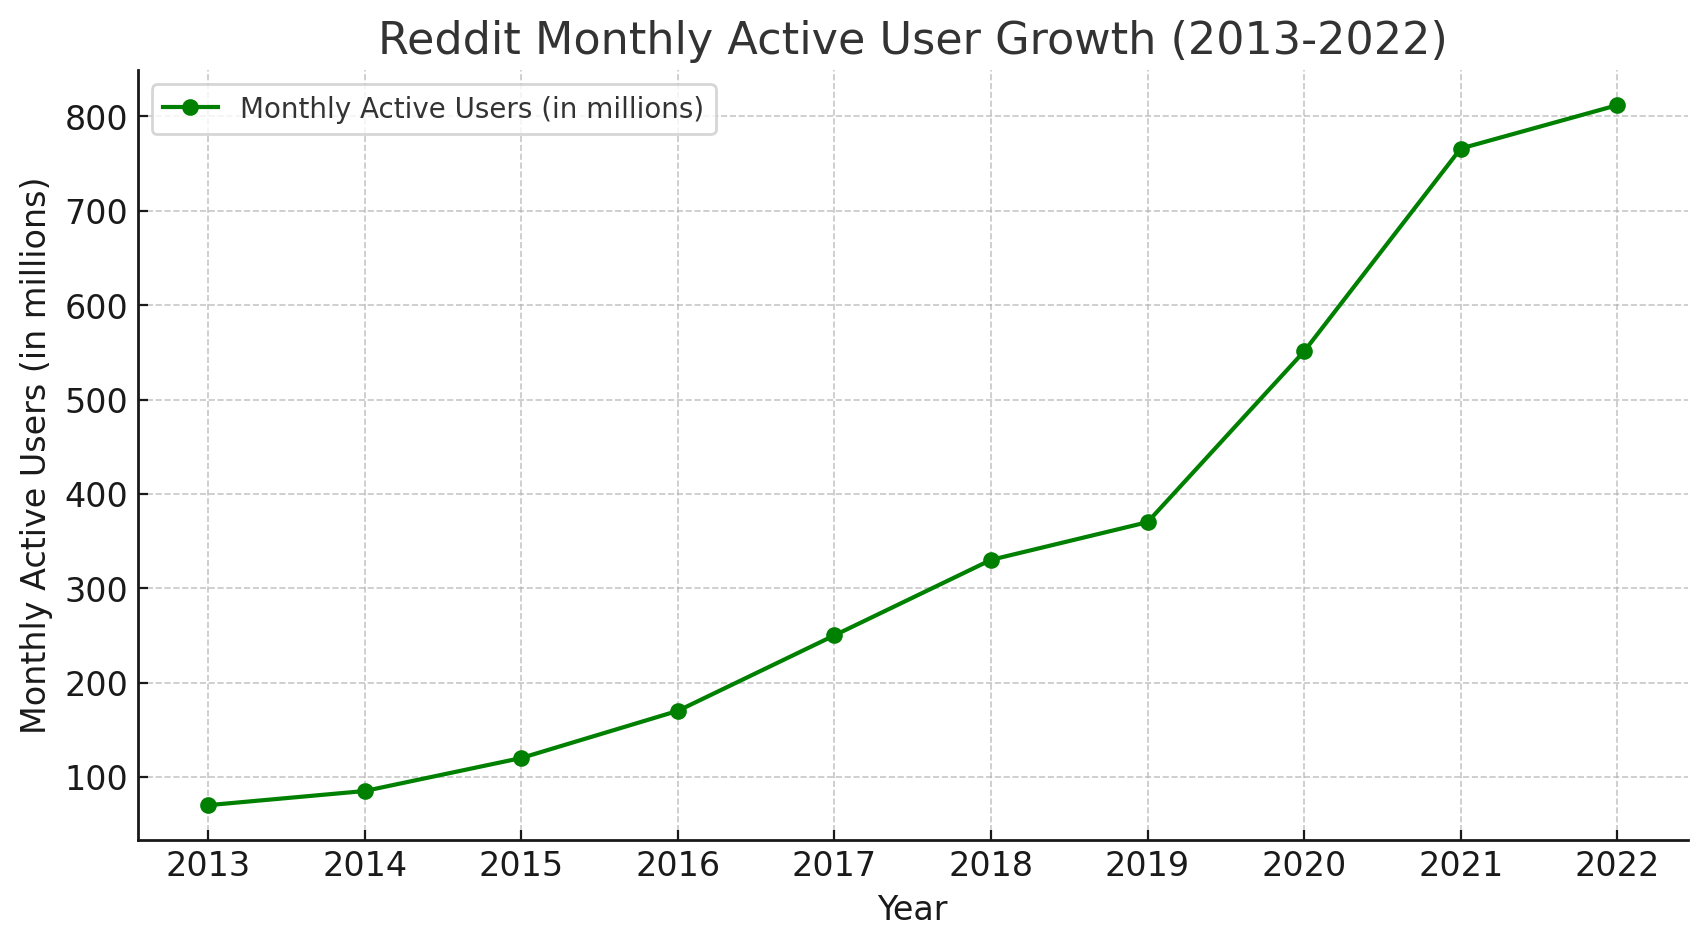 Reddit Monthly Active User Growth (2013-2022)
Monthly Active Users (in millions)
Monthly Active Users (in millions)
800
700
600
500
400
300
200
100
2013 2014 2015 2016 2017 2018 2019 2020 2021 2022
Year